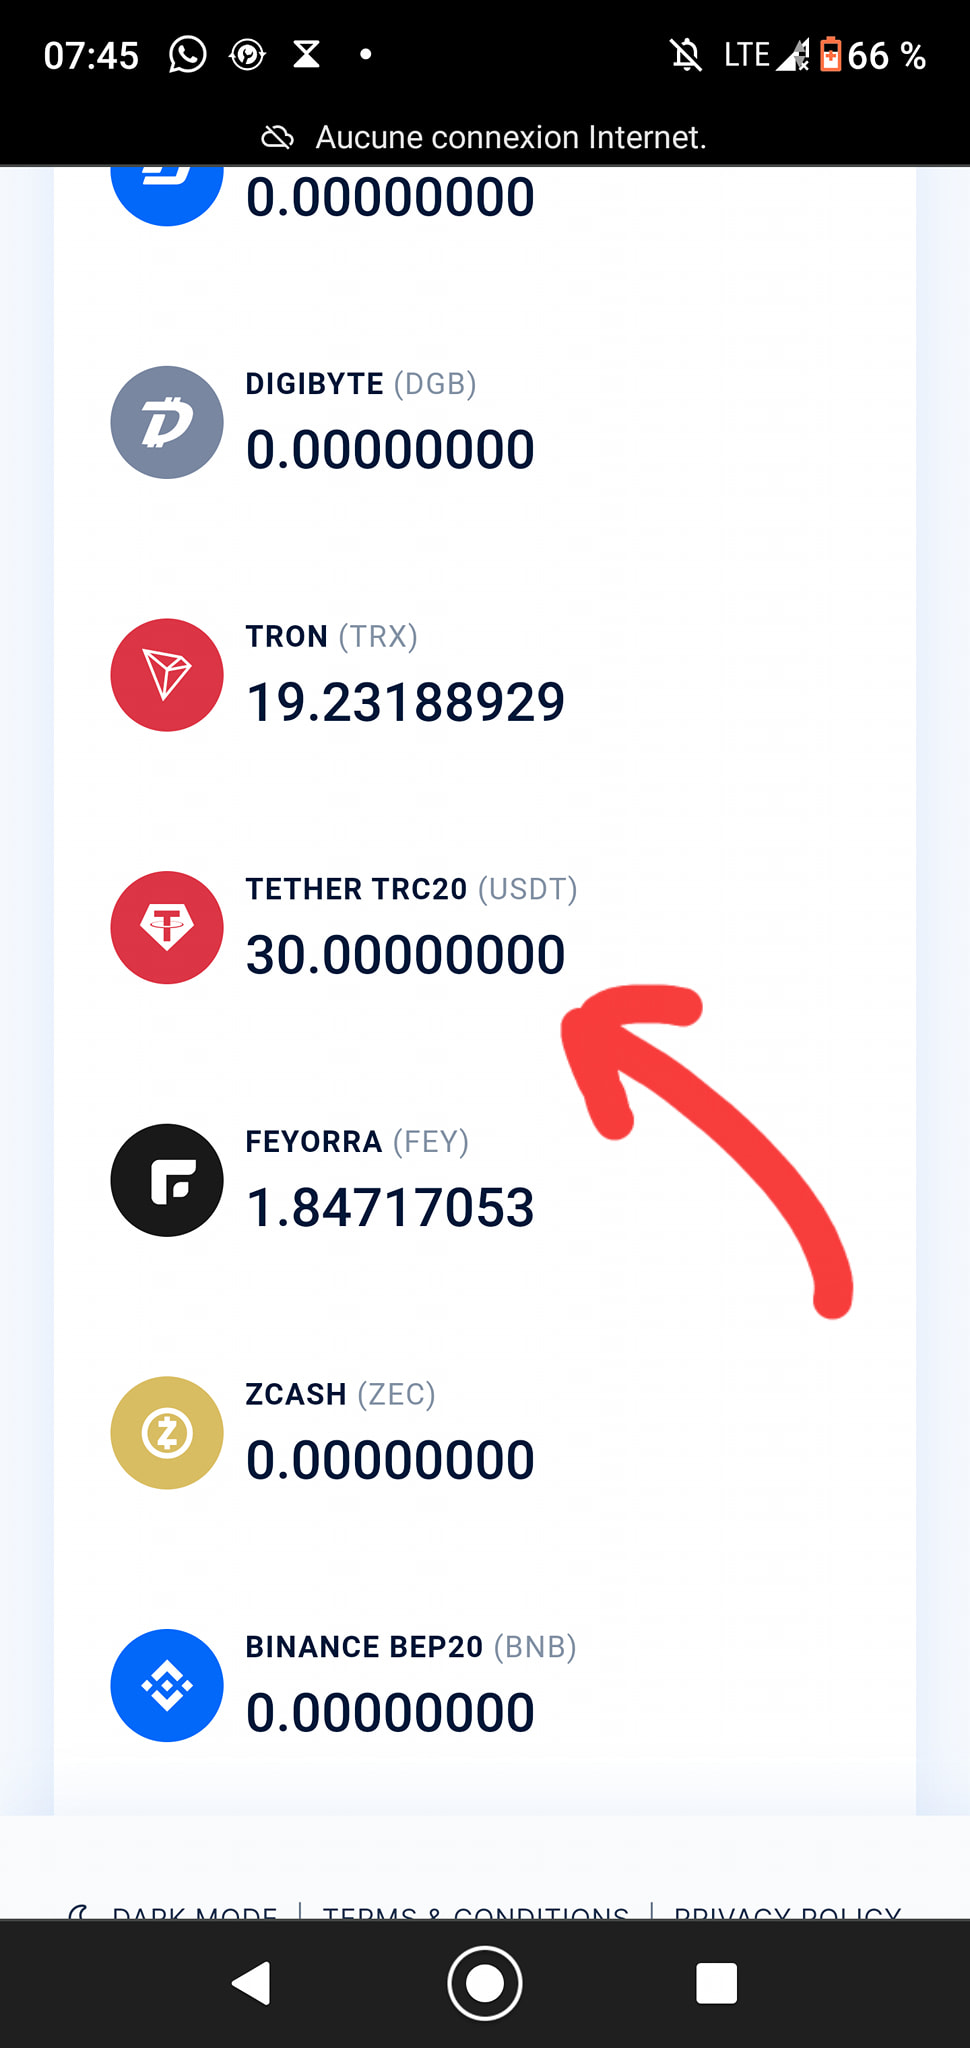 07:45 LTE 66 %
Aucune connexion Internet.
0.00000000
DIGIBYTE (DGB)
0.00000000
TRON (TRX)
19.23188929
TETHER TRC20 (USDT)
30.00000000
FEYORRA (FEY)
1.84717053
ZCASH (ZEC)
0.00000000
BINANCE BEP20 (BNB)
0.00000000
DARK MODE | TERMS & CONDITIONS | PRIVACY POLICY